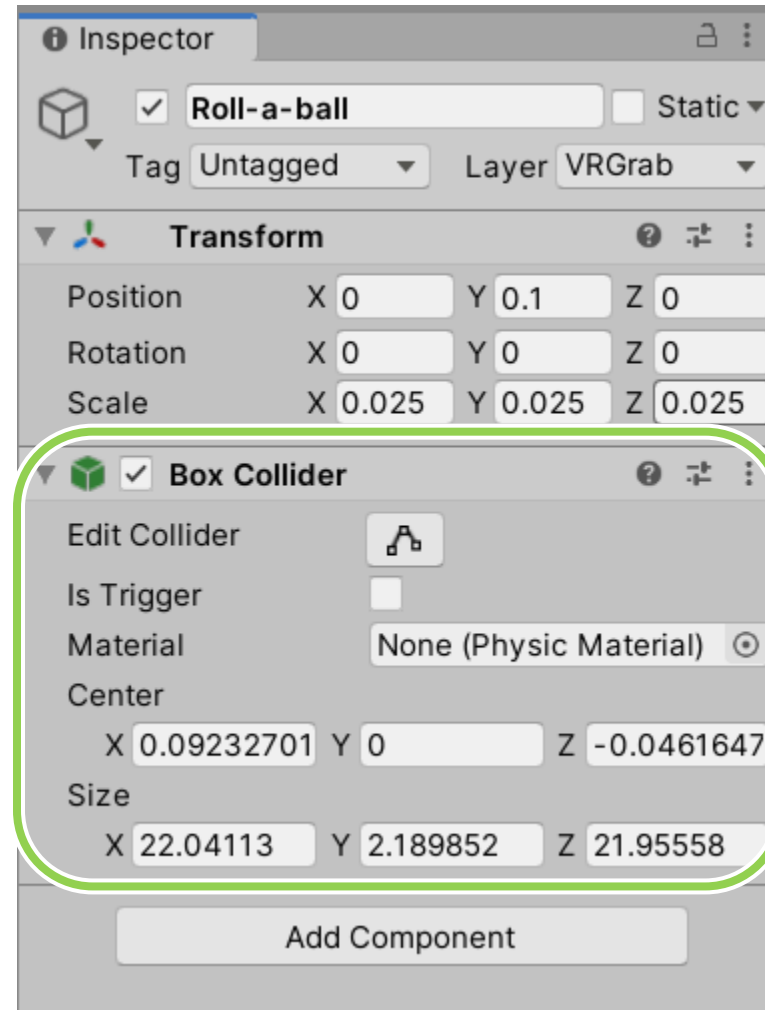 Inspector
Roll-a-ball Static
Tag Untagged Layer VRGrab
Transform
Position X 0 Y 0.1 Z 0
Rotation X 0 Y 0 Z 0
Scale X 0.025 Y 0.025 Z 0.025
Box Collider
Edit Collider
Is Trigger
Material None (Physic Material)
Center
X 0.09232701 Y 0 Z -0.0461647
Size
X 22.04113 Y 2.189852 Z 21.95558
Add Component